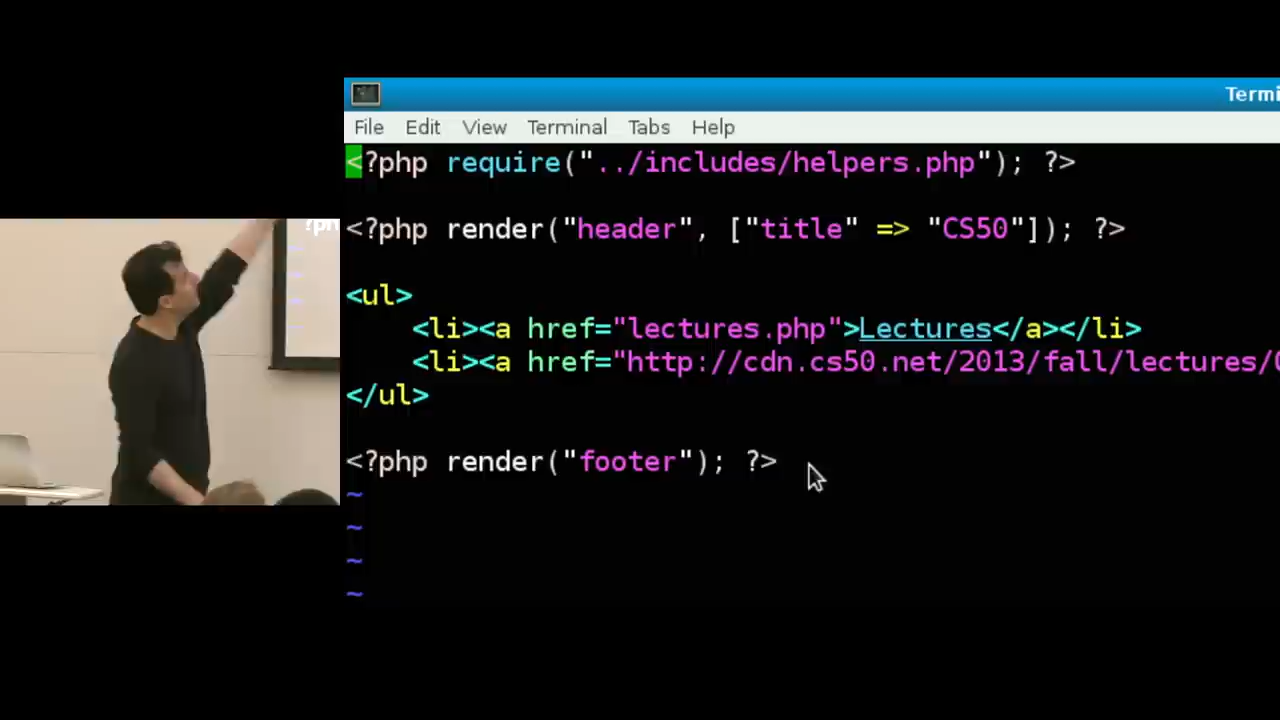 File Edit View Terminal Tabs Help
<?php require("../includes/helpers.php"); ?>
<?php render("header", ["title" => "CS50"]); ?>
<ul>
<li><a href="lectures.php">Lectures</a></li>
<li><a href="http://cdn.cs50.net/2013/fall/lectures/
</ul>
<?php render("footer"); ?>
~
~
~
~